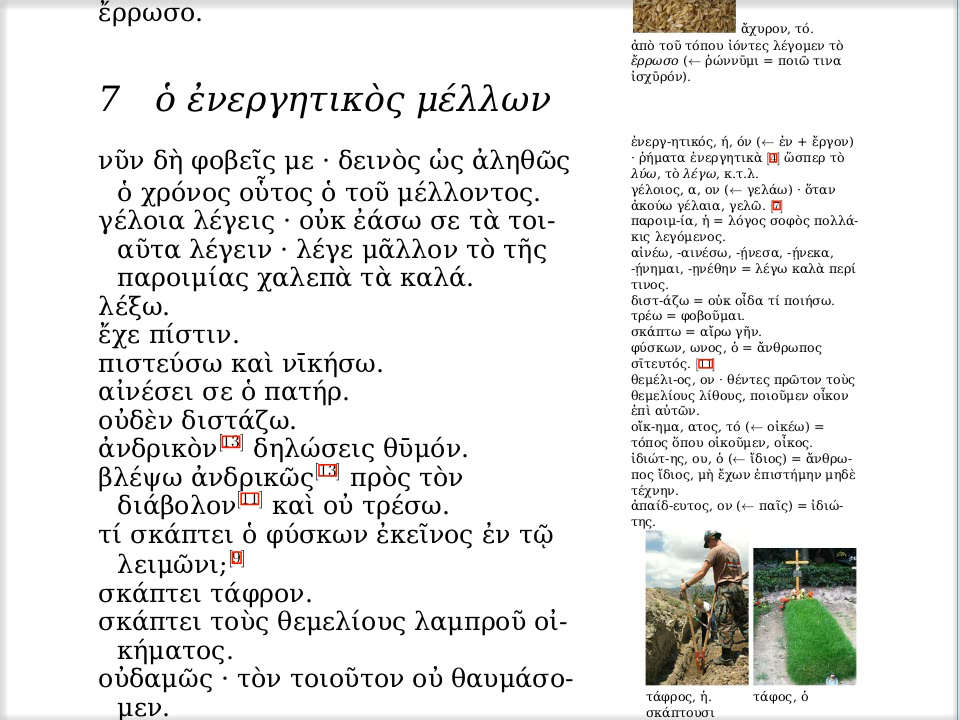 ἔρρωσο.
7 ὁ ἐνεργητικὸς μέλλων
νῦν δὴ φοβεῖς με · δεινὸς ὡς ἀληθῶς
ὁ χρόνος οὗτος ὁ τοῦ μέλλοντος.
γέλοια λέγεις · οὐκ ἐάσω σε τὰ τοι-
αῦτα λέγειν · λέγε μᾶλλον τὸ τῆς
παροιμίας χαλεπὰ τὰ καλά.
λέξω.
ἔχε πίστιν.
πιστεύσω καὶ νῑκήσω.
αἰνέσει σε ὁ πατήρ.
οὐδὲν διστάζω.
ἀνδρικὸν[13] δηλώσεις θῡμόν.
βλέψω ἀνδρικῶς[13] πρὸς τὸν
διάβολον[11] καὶ οὐ τρέσω.
τί σκάπτει ὁ φύσκων ἐκεῖνος ἐν τῷ
λειμῶνι;[9]
σκάπτει τάφρον.
σκάπτει τοὺς θεμελίους λαμπροῦ οἰ-
κήματος.
οὐδαμῶς · τὸν τοιοῦτον οὐ θαυμάσο-
μεν.
ἄχυρον, τό.
ἀπὸ τοῦ τόπου ἰόντες λέγομεν τὸ
ἔρρωσο (← ῥώννῡμι = ποιῶ τινα
ἰσχῡρόν).
ἐνεργ-ητικός, ή, όν (← ἐν + ἔργον)
· ῥήματα ἐνεργητικὰ [4] ὥσπερ τὸ
λύω, τὸ λέγω, κ.τ.λ.
γέλοιος, α, ον (← γελάω) · ὅταν
ἀκούω γέλαια, γελῶ. [7]
παροιμ-ία, ἡ = λόγος σοφὸς πολλά-
κις λεγόμενος.
αἰνέω, -αινέσω, -ῄνεσα, -ῄνεκα,
-ῄνημαι, -ῃνέθην = λέγω καλὰ περί
τινος.
διστ-άζω = οὐκ οἶδα τί ποιήσω.
τρέω = φοβοῦμαι.
σκάπτω = αἴρω γῆν.
φύσκων, ωνος, ὁ = ἄνθρωπος
σῑτευτός. [11]
θεμέλι-ος, ον · θέντες πρῶτον τοὺς
θεμελίους λίθους, ποιοῦμεν οἶκον
ἐπὶ αὐτῶν.
οἴκ-ημα, ατος, τό (← οἰκέω) =
τόπος ὅπου οἰκοῦμεν, οἶκος.
ἰδιώτ-ης, ου, ὁ (← ἴδιος) = ἄνθρω-
πος ἴδιος, μὴ ἔχων ἐπιστήμην μηδὲ
τέχνην.
ἀπαίδ-ευτος, ον (← παῖς) = ἰδιώ-
της.
τάφρος, ἡ.
σκάπτουσι
τάφος, ὁ